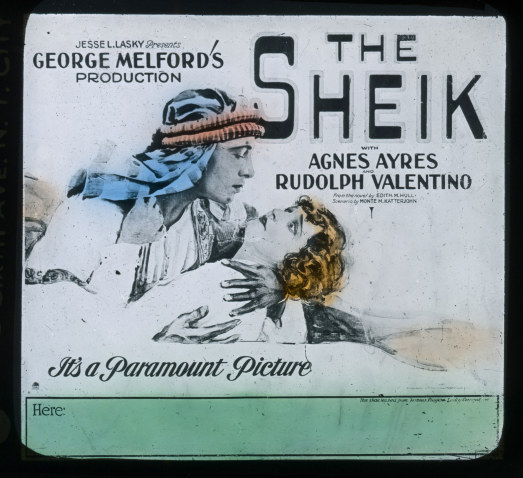 JESSE L. LASKY Presents
GEORGE MELFORD'S
PRODUCTION
THE
SHEIK
WITH
AGNES AYRES
AND
RUDOLPH VALENTINO
From the novel by EDITH M. HULL-
Scenario by MONTE M. KATTERJOHN.
It's a Paramount Picture
Here: